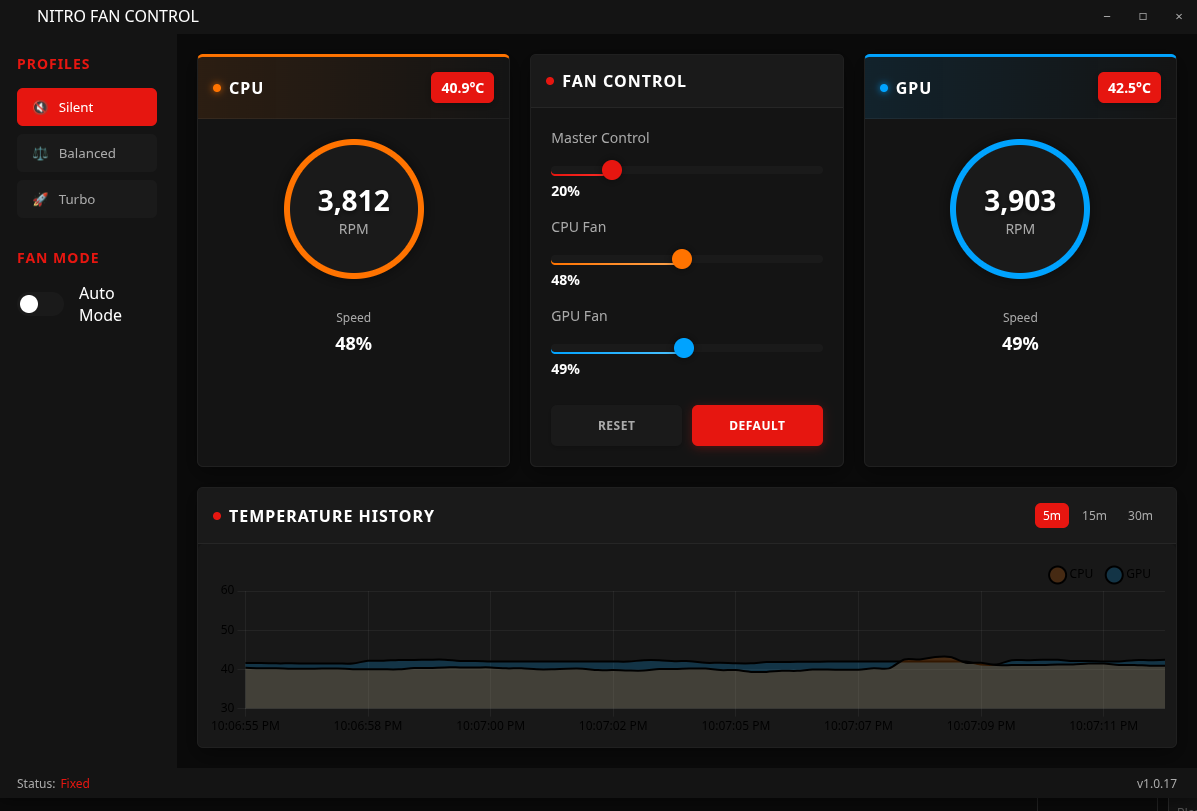 NITRO FAN CONTROL
PROFILES
Silent
Balanced
Turbo
FAN MODE
Auto
Mode
CPU
40.9°C
3,812
RPM
Speed
48%
FAN CONTROL
Master Control
20%
CPU Fan
48%
GPU Fan
49%
RESET DEFAULT
GPU
42.5°C
3,903
RPM
Speed
49%
TEMPERATURE HISTORY
5m 15m 30m
CPU GPU
60
50
40
30
10:06:55 PM 10:06:58 PM 10:07:00 PM 10:07:02 PM 10:07:05 PM 10:07:07 PM 10:07:09 PM 10:07:11 PM
Status: Fixed
v1.0.17